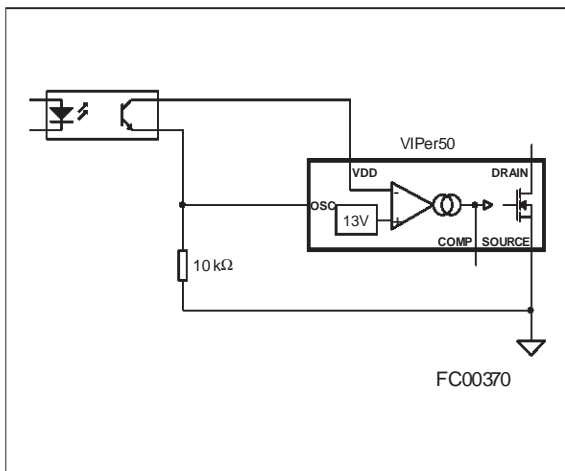 VIPer50
VDD
DRAIN
-
OSC
13V
+
COMP
SOURCE
10 kΩ
FC00370